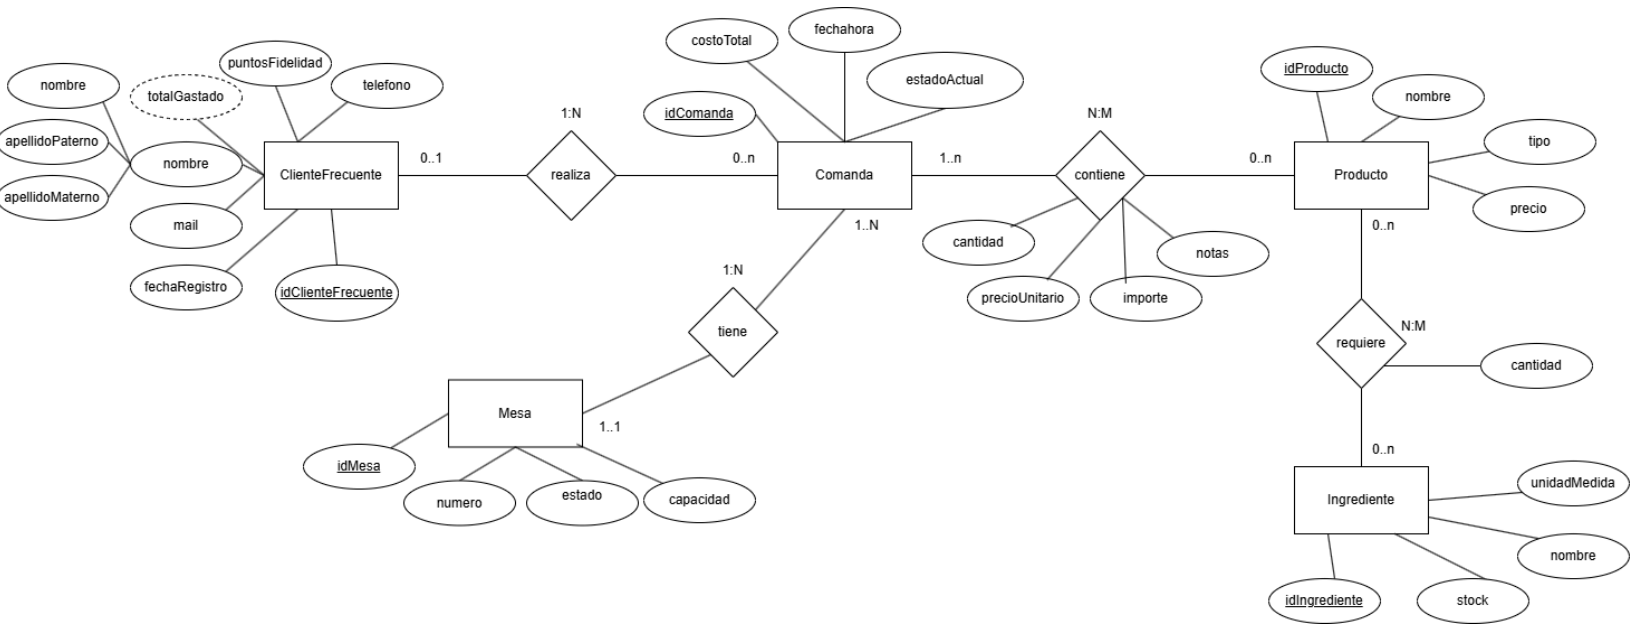 fechahora
costoTotal
puntosFidelidad
idProducto
estadoActual
nombre
totalGastado
telefono
nombre
1:N
idComanda
N:M
apellidoPaterno
tipo
0..1
0..n
1..n
0..n
nombre
ClienteFrecuente
realiza
Comanda
contiene
Producto
apellidoMaterno
precio
mail
1..N
0..n
cantidad
notas
1:N
fechaRegistro
idClienteFrecuente
precioUnitario
importe
tiene
N:M
requiere
cantidad
Mesa
1..1
0..n
idMesa
unidadMedida
numero
estado
capacidad
Ingrediente
nombre
idIngrediente
stock